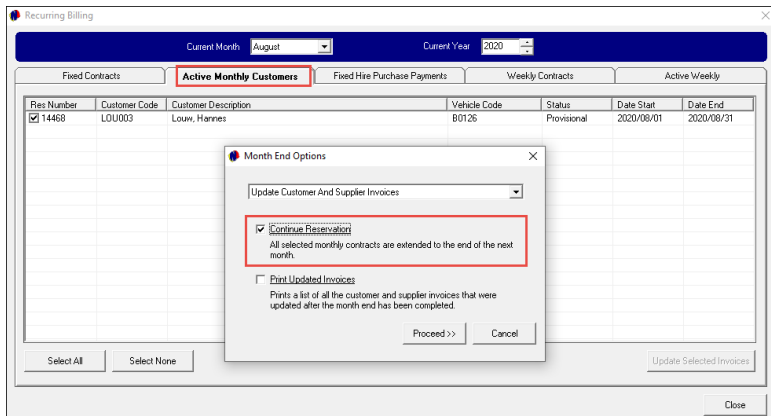 Recurring Billing
Current Month August Current Year 2020
Fixed Contracts Active Monthly Customers Fixed Hire Purchase Payments Weekly Contracts Active Weekly
Res Number Customer Code Customer Description Vehicle Code Status Date Start Date End
14468 LOU003 Louw, Hannes B0126 Provisional 2020/08/01 2020/08/31
Month End Options
Update Customer And Supplier Invoices
Continue Reservation
All selected monthly contracts are extended to the end of the next
month.
Print Updated Invoices
Prints a list of all the customer and supplier invoices that were
updated after the month end has been completed.
Proceed >> Cancel
Select All Select None Update Selected Invoices
Close